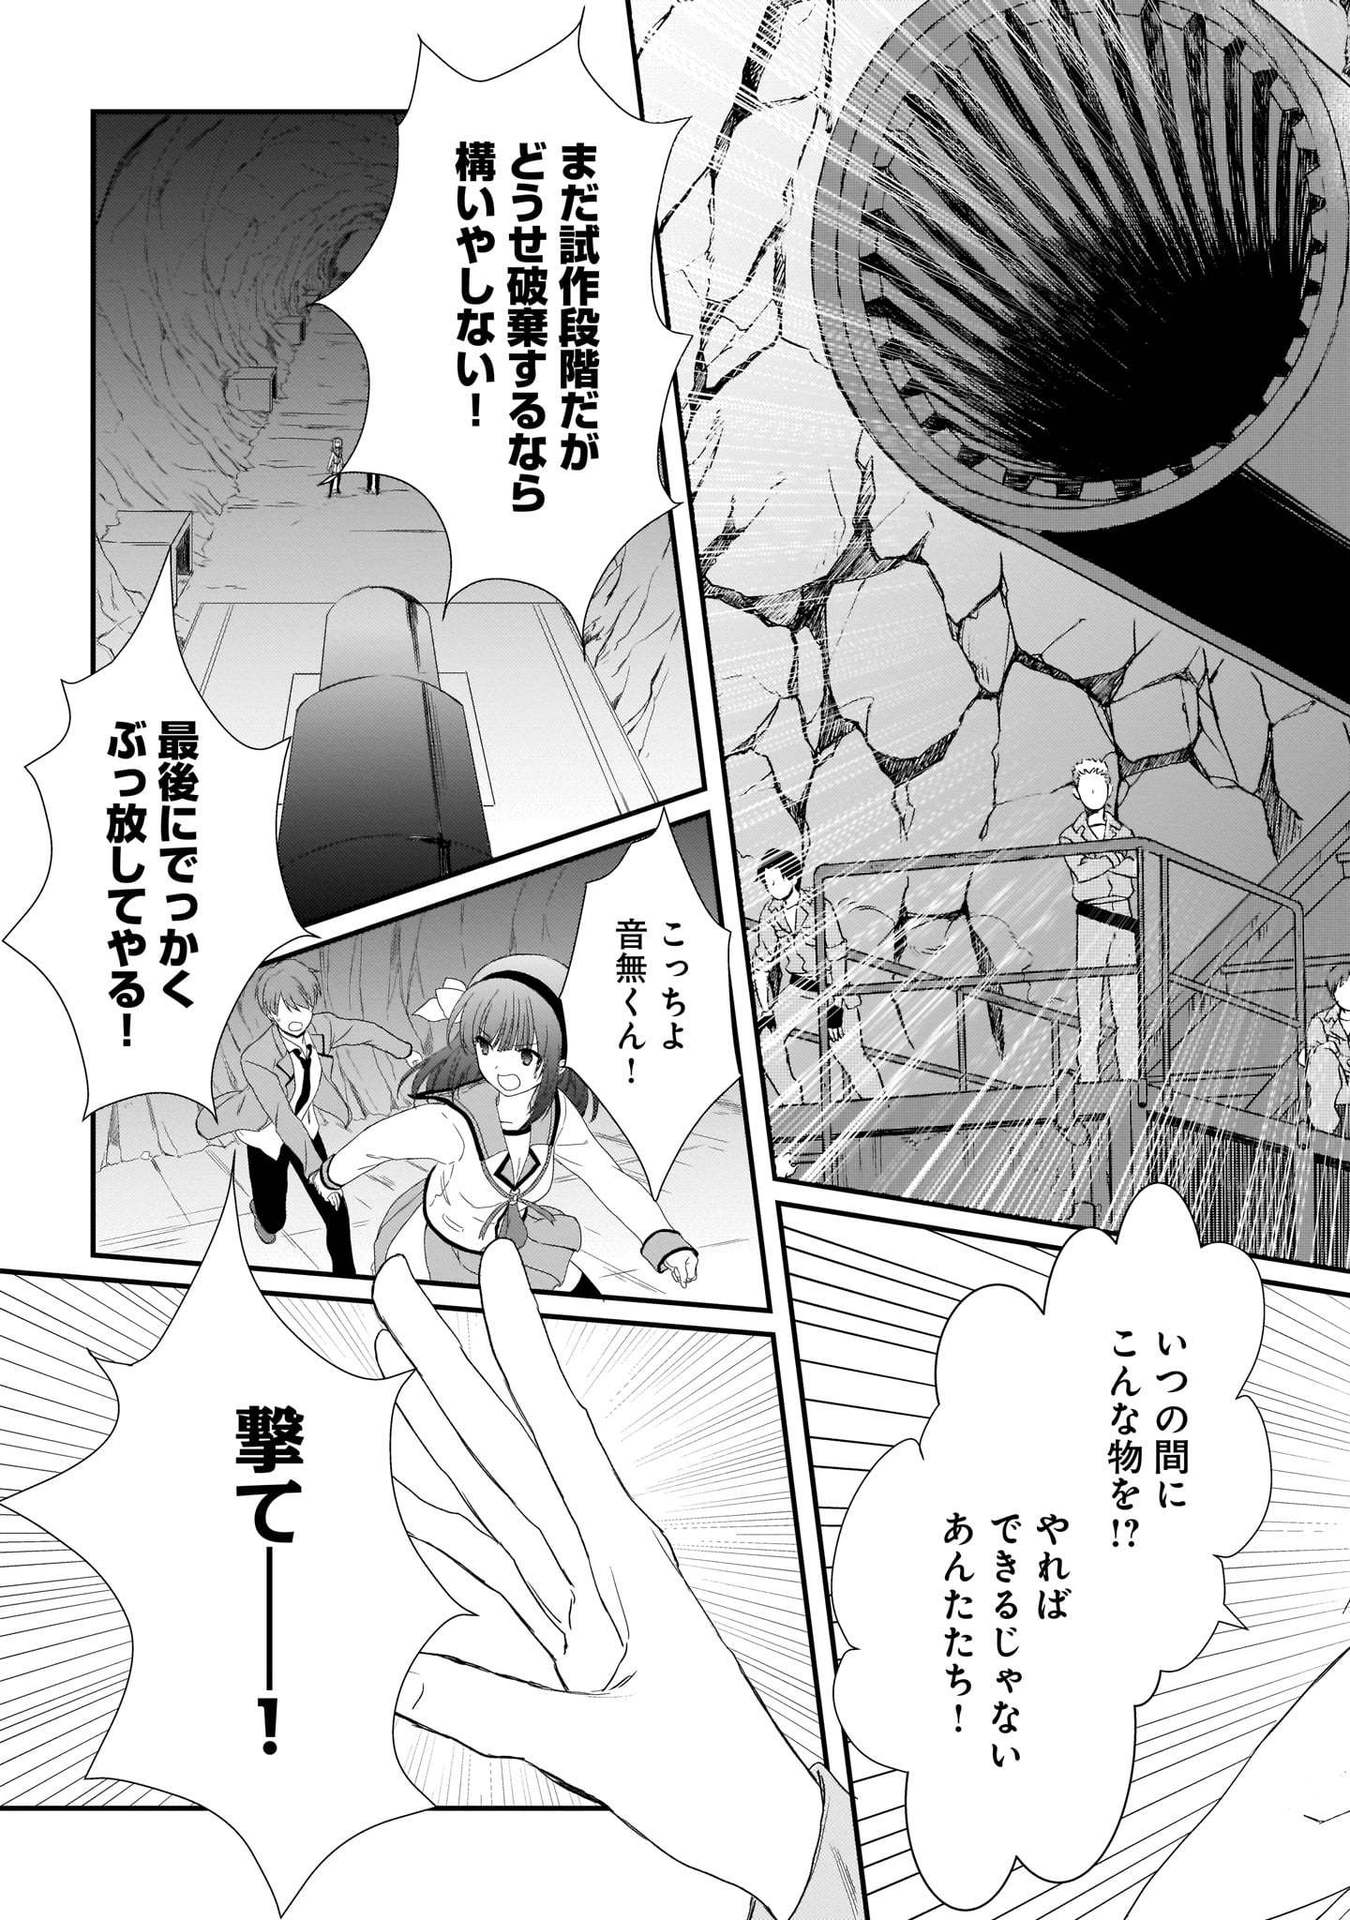 まだ試作段階だが
どうせ破棄するなら
構いやしない！
最後にでっかく
ぶっ放してやる！
こっちよ
音無くん！
いつの間に
こんな物を!?
やれば
できるじゃない
あんたたち！
撃て――！